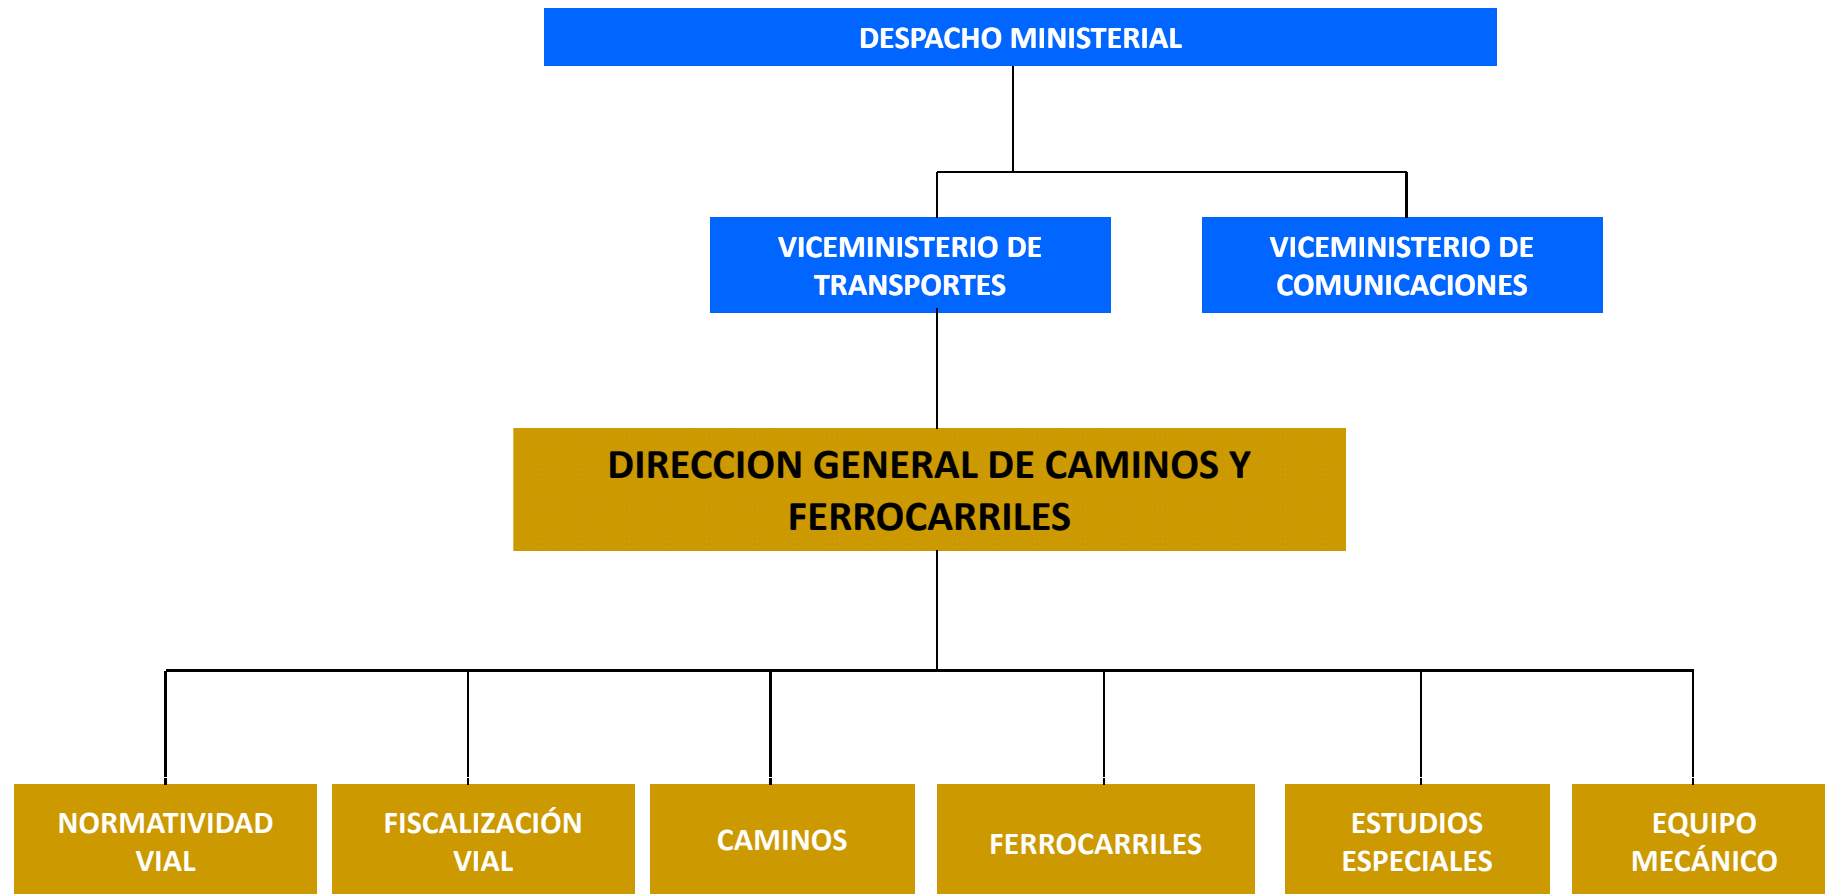 DESPACHO MINISTERIAL
VICEMINISTERIO DE
TRANSPORTES
VICEMINISTERIO DE
COMUNICACIONES
DIRECCION GENERAL DE CAMINOS Y
FERROCARRILES
NORMATIVIDAD
VIAL
FISCALIZACIÓN
VIAL
CAMINOS
FERROCARRILES
ESTUDIOS
ESPECIALES
EQUIPO
MECÁNICO